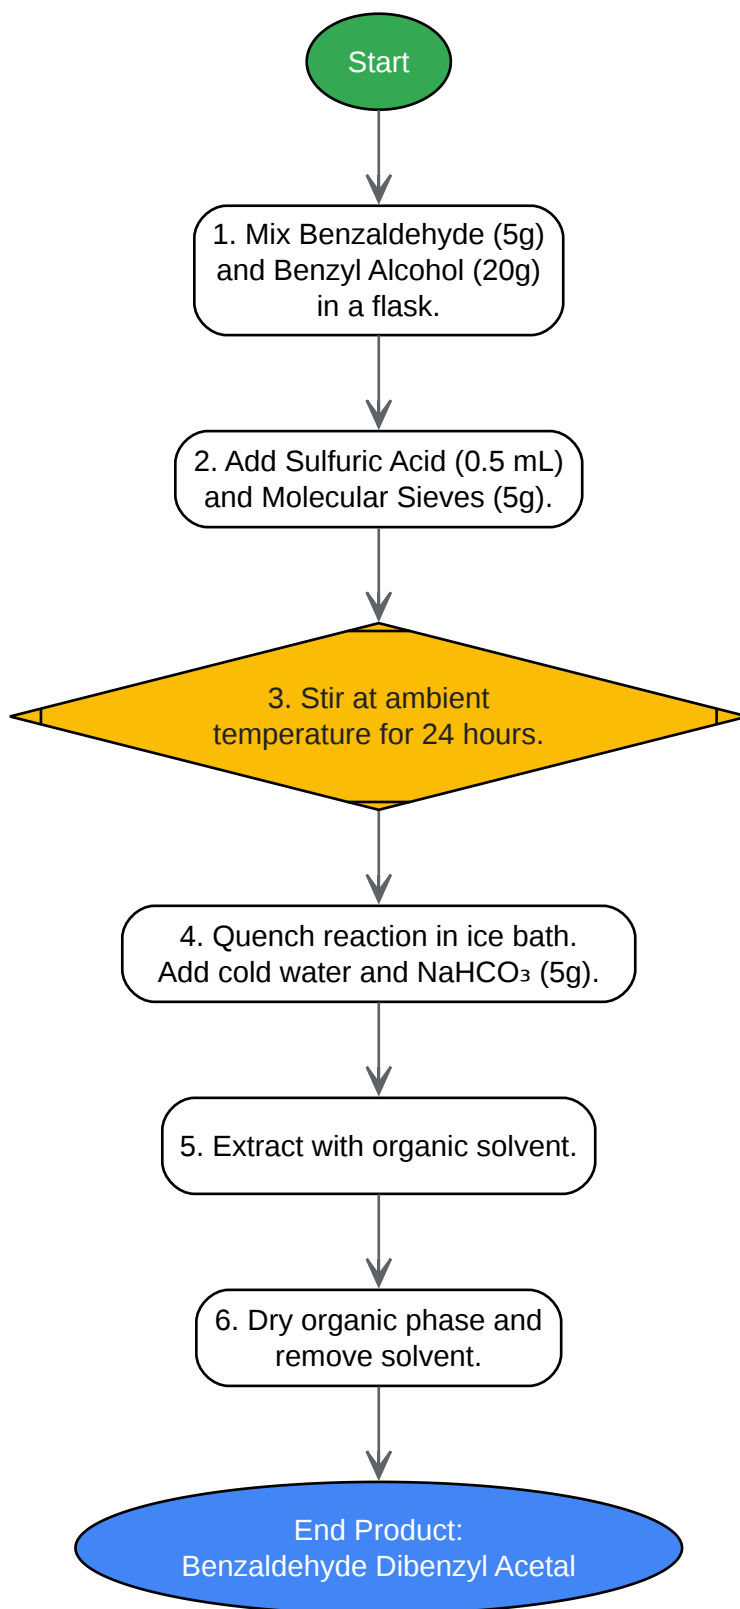 Start
1. Mix Benzaldehyde (5g)
and Benzyl Alcohol (20g)
in a flask.
2. Add Sulfuric Acid (0.5 mL)
and Molecular Sieves (5g).
3. Stir at ambient
temperature for 24 hours.
4. Quench reaction in ice bath.
Add cold water and NaHCO₃ (5g).
5. Extract with organic solvent.
6. Dry organic phase and
remove solvent.
End Product:
Benzaldehyde Dibenzyl Acetal